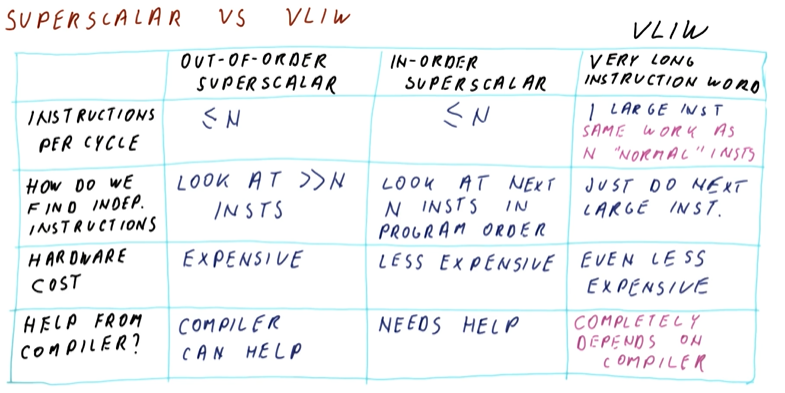 SUPERSCALAR VS VLIW
VLIW
OUT-OF-ORDER
SUPERSCALAR
IN-ORDER
SUPERSCALAR
VERY LONG
INSTRUCTION WORD
INSTRUCTIONS
PER CYCLE
≤N
≤N
1 LARGE INST
SAME WORK AS
N "NORMAL" INSTS
HOW DO WE
FIND INDEP.
INSTRUCTIONS
LOOK AT >>N
INSTS
LOOK AT NEXT
N INSTS IN
PROGRAM ORDER
JUST DO NEXT
LARGE INST.
HARDWARE
COST
EXPENSIVE
LESS EXPENSIVE
EVEN LESS
EXPENSIVE
HELP FROM
COMPILER?
COMPILER
CAN HELP
NEEDS HELP
COMPLETELY
DEPENDS ON
COMPILER